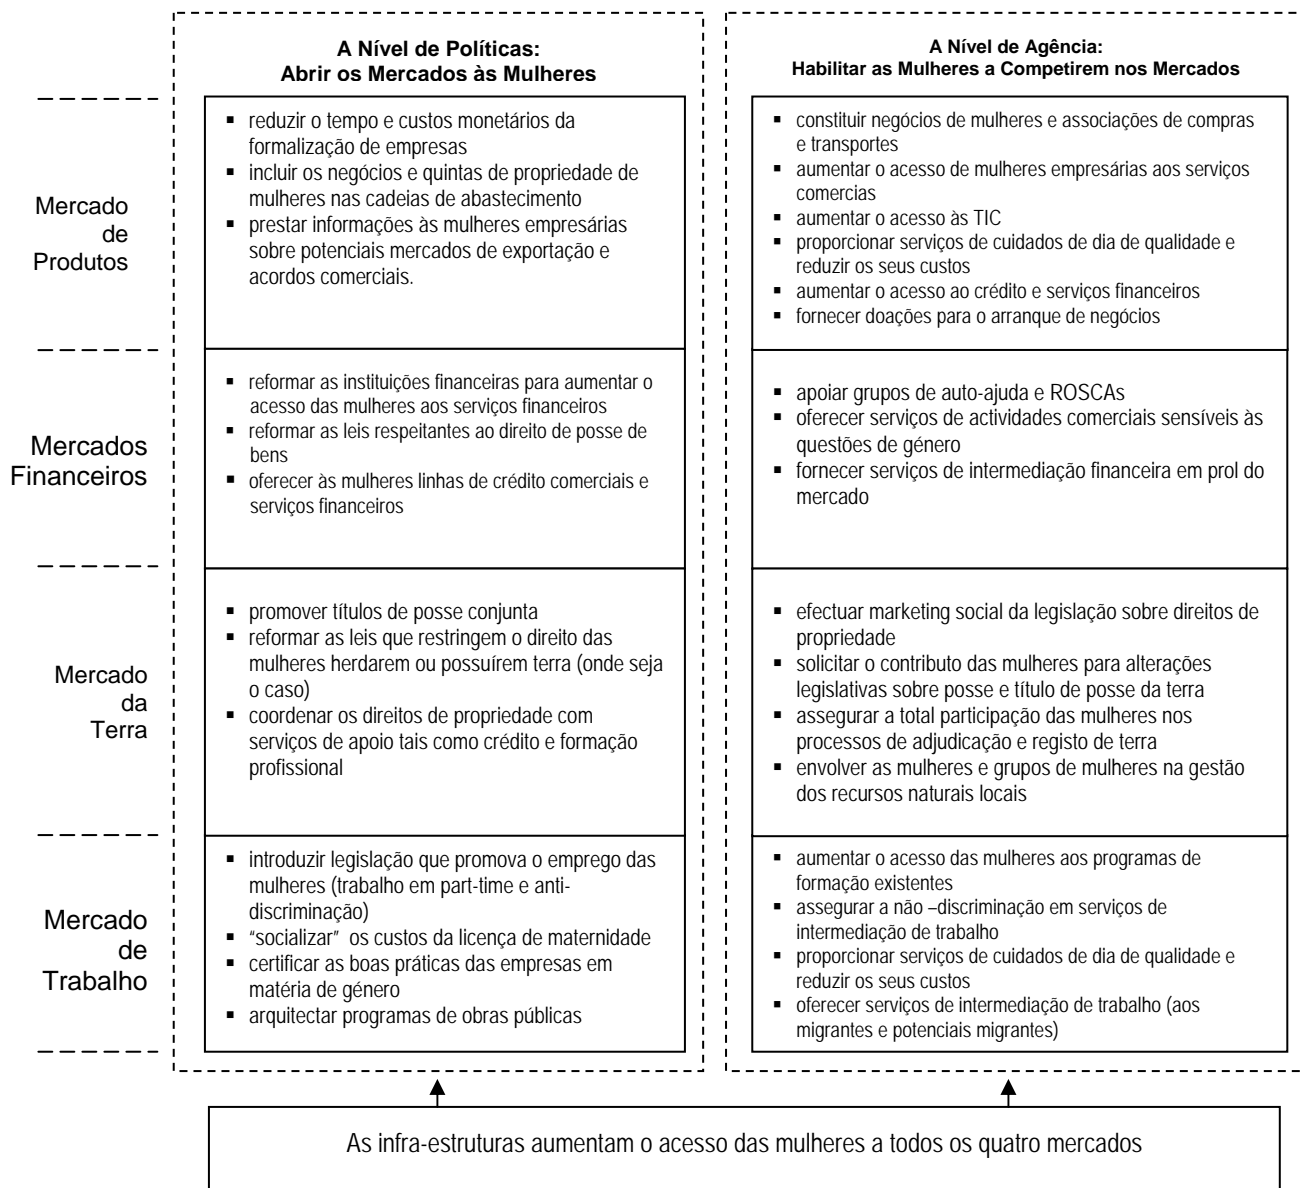 A Nível de Políticas:
Abrir os Mercados às Mulheres
A Nível de Agência:
Habilitar as Mulheres a Competirem nos Mercados
Mercado
de
Produtos
▪ reduzir o tempo e custos monetários da
formalização de empresas
▪ incluir os negócios e quintas de propriedade de
mulheres nas cadeias de abastecimento
▪ prestar informações às mulheres empresárias
sobre potenciais mercados de exportação e
acordos comerciais.
▪ constituir negócios de mulheres e associações de compras
e transportes
▪ aumentar o acesso de mulheres empresárias aos serviços
comercias
▪ aumentar o acesso às TIC
▪ proporcionar serviços de cuidados de dia de qualidade e
reduzir os seus custos
▪ aumentar o acesso ao crédito e serviços financeiros
▪ fornecer doações para o arranque de negócios
Mercados
Financeiros
▪ reformar as instituições financeiras para aumentar o
acesso das mulheres aos serviços financeiros
▪ reformar as leis respeitantes ao direito de posse de
bens
▪ oferecer às mulheres linhas de crédito comerciais e
serviços financeiros
▪ apoiar grupos de auto-ajuda e ROSCAs
▪ oferecer serviços de actividades comerciais sensíveis às
questões de género
▪ fornecer serviços de intermediação financeira em prol do
mercado
Mercado
da
Terra
▪ promover títulos de posse conjunta
▪ reformar as leis que restringem o direito das
mulheres herdarem ou possuírem terra (onde seja
o caso)
▪ coordenar os direitos de propriedade com
serviços de apoio tais como crédito e formação
profissional
▪ efectuar marketing social da legislação sobre direitos de
propriedade
▪ solicitar o contributo das mulheres para alterações
legislativas sobre posse e título de posse da terra
▪ assegurar a total participação das mulheres nos
processos de adjudicação e registo de terra
▪ envolver as mulheres e grupos de mulheres na gestão
dos recursos naturais locais
Mercado
de
Trabalho
▪ introduzir legislação que promova o emprego das
mulheres (trabalho em part-time e anti-
discriminação)
▪ “socializar” os custos da licença de maternidade
▪ certificar as boas práticas das empresas em
matéria de género
▪ arquitectar programas de obras públicas
▪ aumentar o acesso das mulheres aos programas de
formação existentes
▪ assegurar a não –discriminação em serviços de
intermediação de trabalho
▪ proporcionar serviços de cuidados de dia de qualidade e
reduzir os seus custos
▪ oferecer serviços de intermediação de trabalho (aos
migrantes e potenciais migrantes)
As infra-estruturas aumentam o acesso das mulheres a todos os quatro mercados